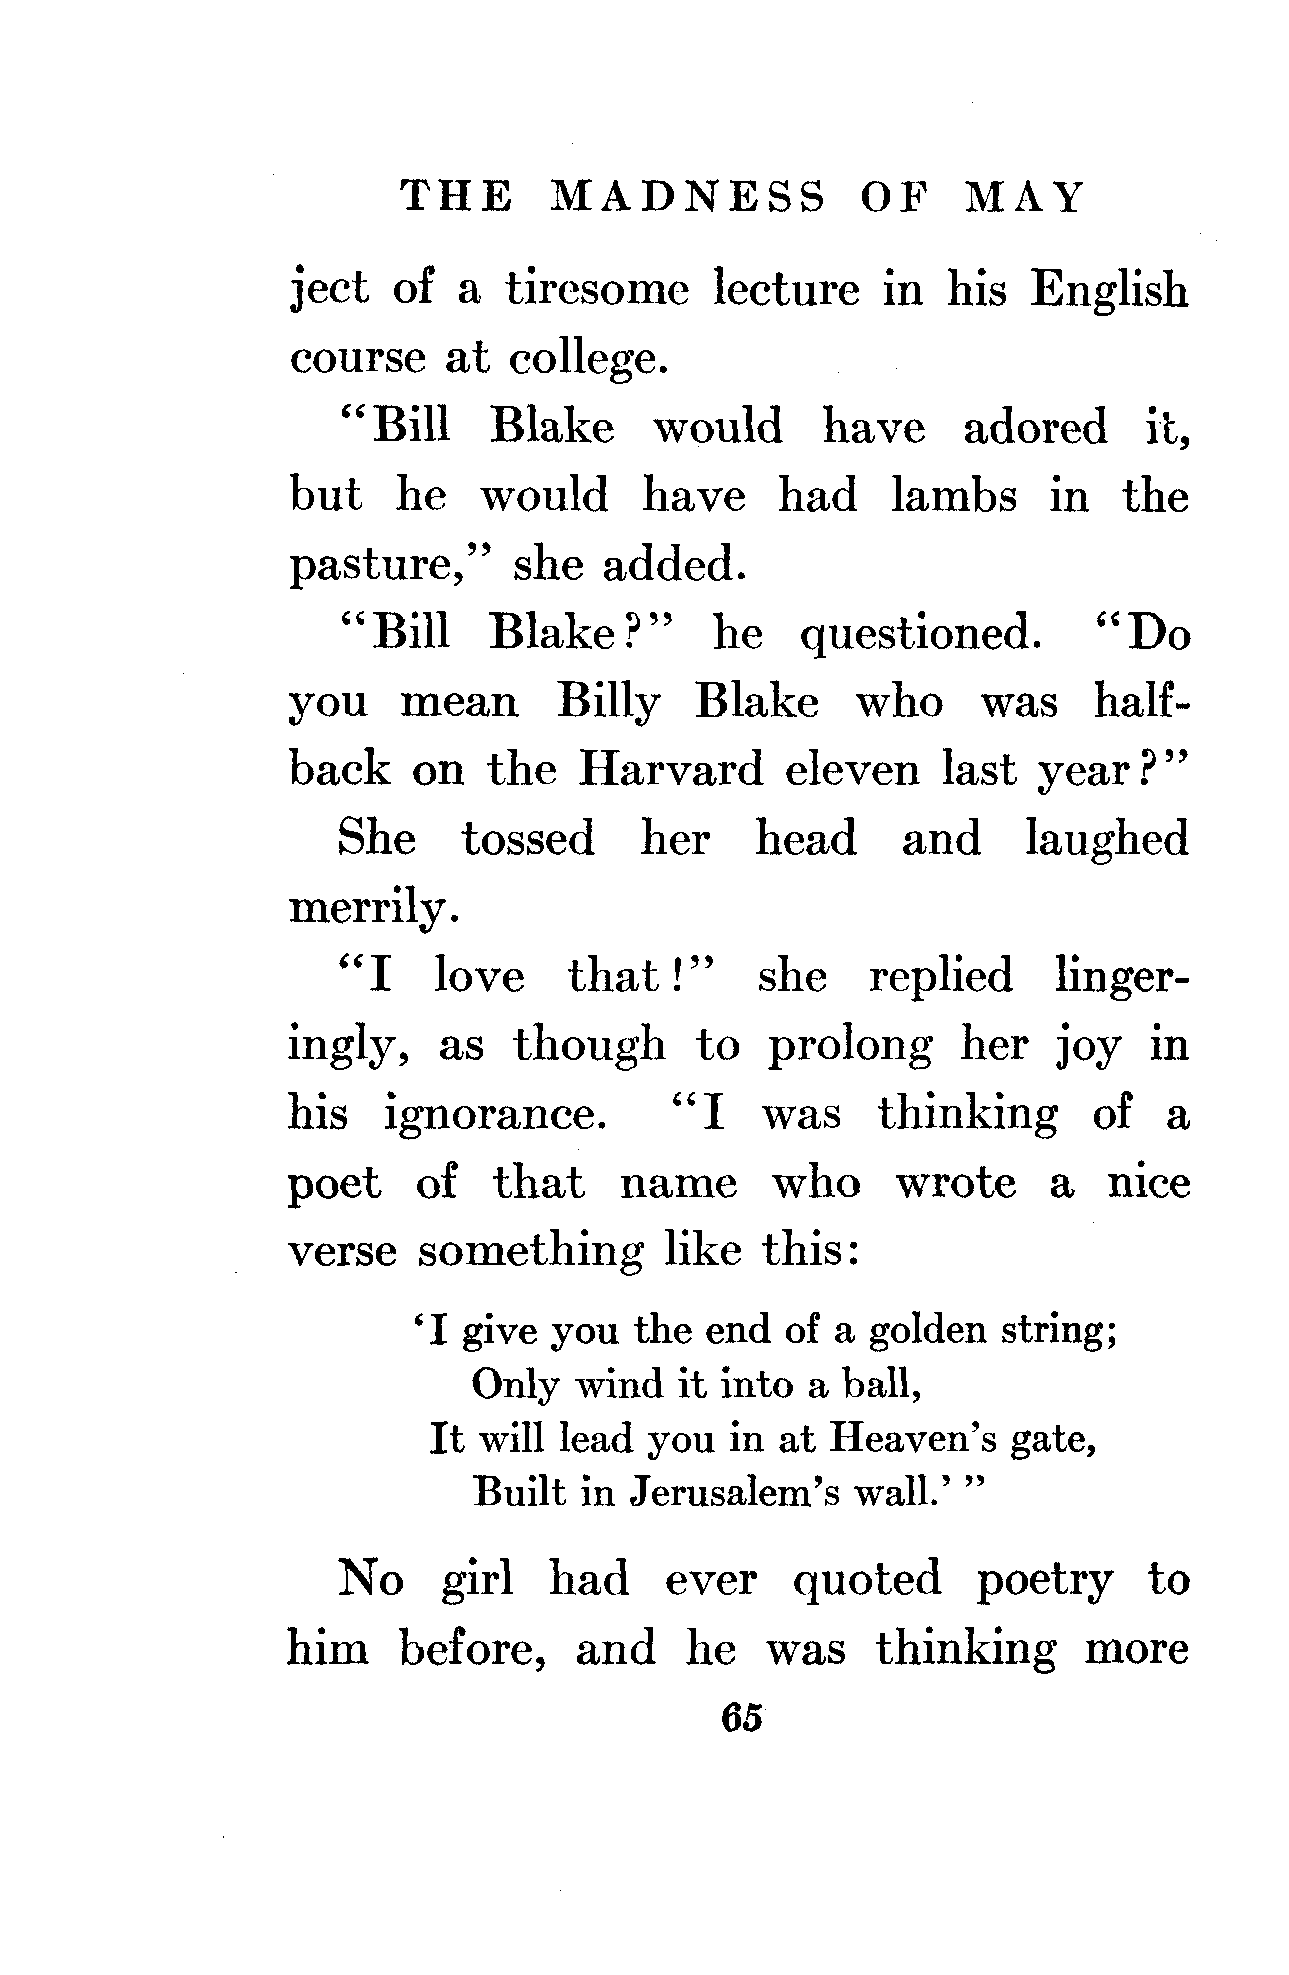 THE MADNESS OF MAY
ject of a tiresome lecture in his English
course at college.
“Bill Blake would have adored it,
but he would have had lambs in the
pasture,” she added.
“Bill Blake?” he questioned. “Do
you mean Billy Blake who was half-
back on the Harvard eleven last year?”
She tossed her head and laughed
merrily.
“I love that!” she replied linger-
ingly, as though to prolong her joy in
his ignorance. “I was thinking of a
poet of that name who wrote a nice
verse something like this:
‘I give you the end of a golden string;
Only wind it into a ball,
It will lead you in at Heaven’s gate,
Built in Jerusalem’s wall.’ ”
No girl had ever quoted poetry to
him before, and he was thinking more
65